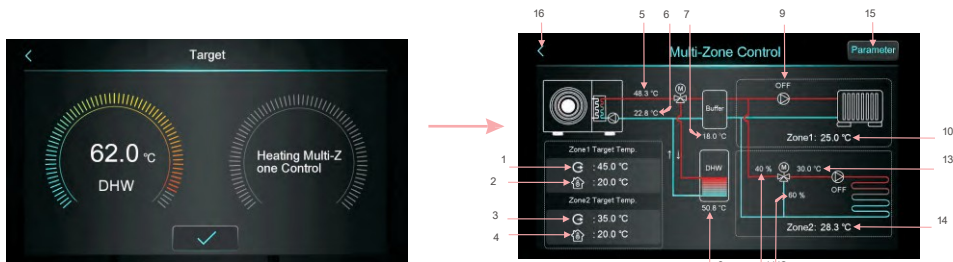 Target
62.0 °C
DHW
Heating Multi-Z
one Control
16 5 6 7 9 15
Multi-Zone Control
Parameter
48.3 °C
M
OFF
22.8 °C
Buffer
18.0 °C
Zone1: 25.0 °C
10
Zone1 Target Temp.
1
: 45.0 °C
2
: 20.0 °C
Zone2 Target Temp.
3
: 35.0 °C
4
: 20.0 °C
↑ ↓
DHW
50.8 °C
40 %
M
30.0 °C
13
60 %
OFF
Zone2: 28.3 °C
14